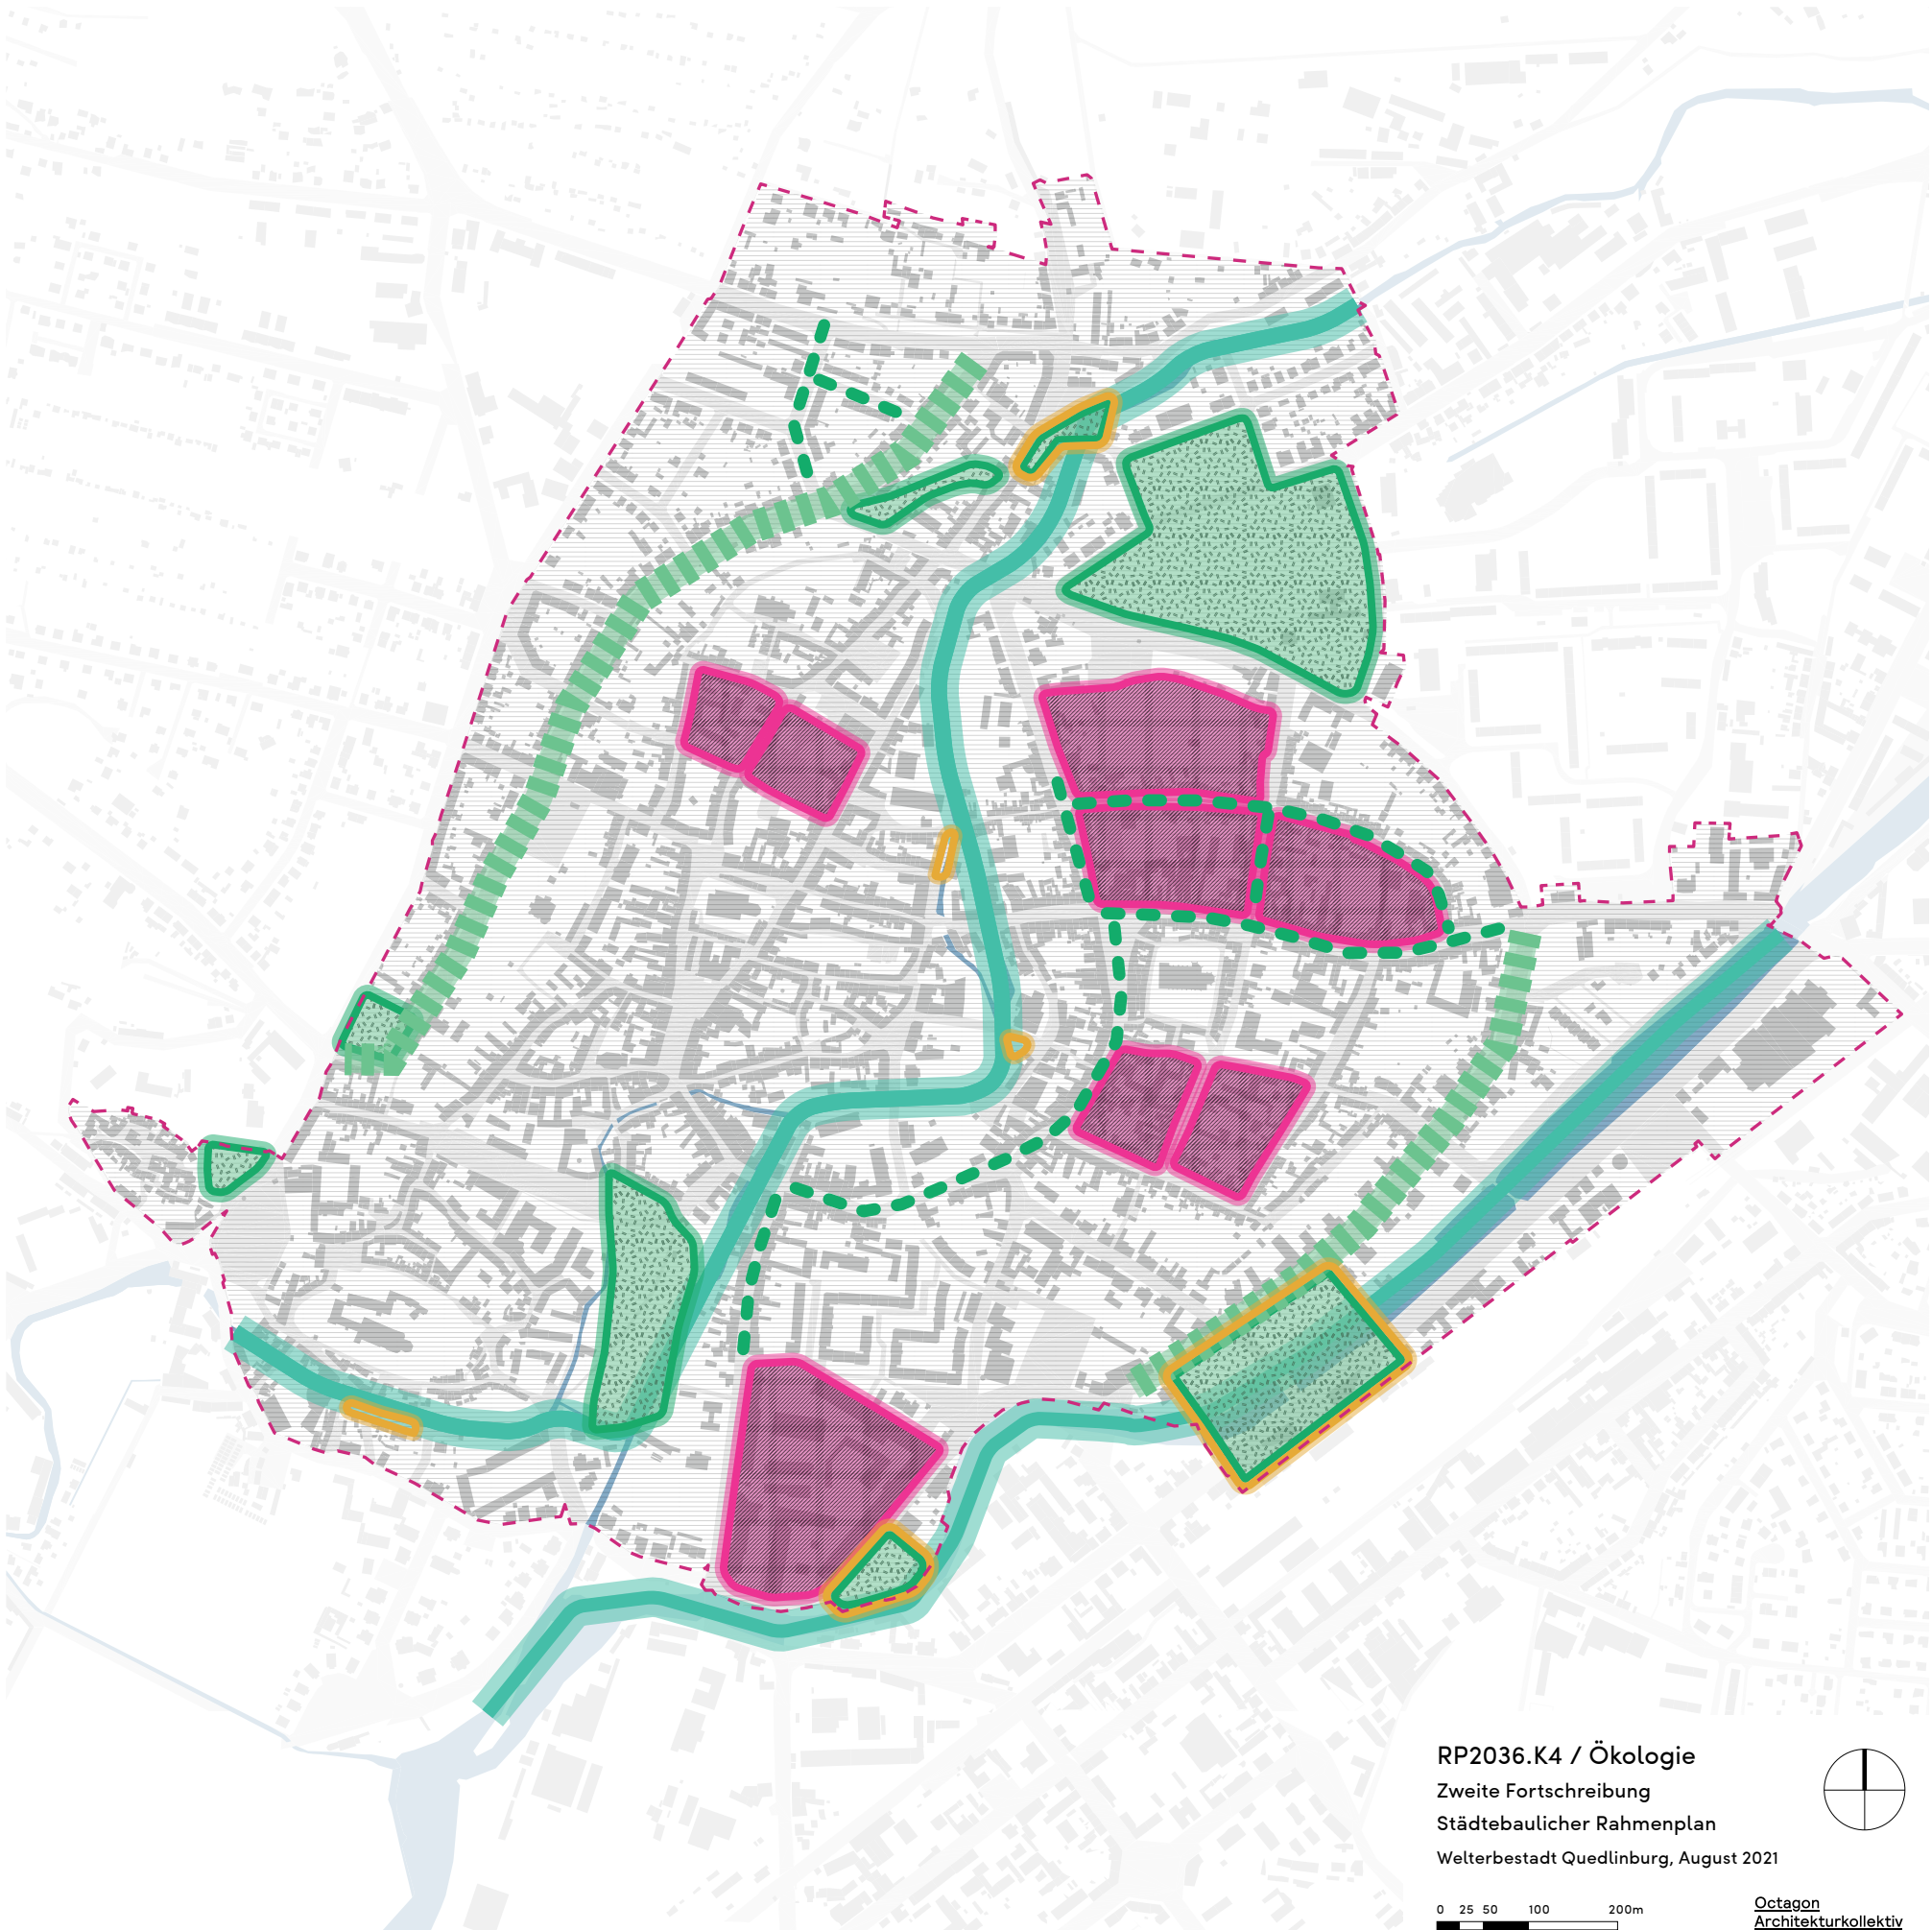 RP2036.K4 / Ökologie
Zweite Fortschreibung
Städtebaulicher Rahmenplan
Welterbestadt Quedlinburg, August 2021
0 25 50 100 200m
Octagon
Architekturkollektiv